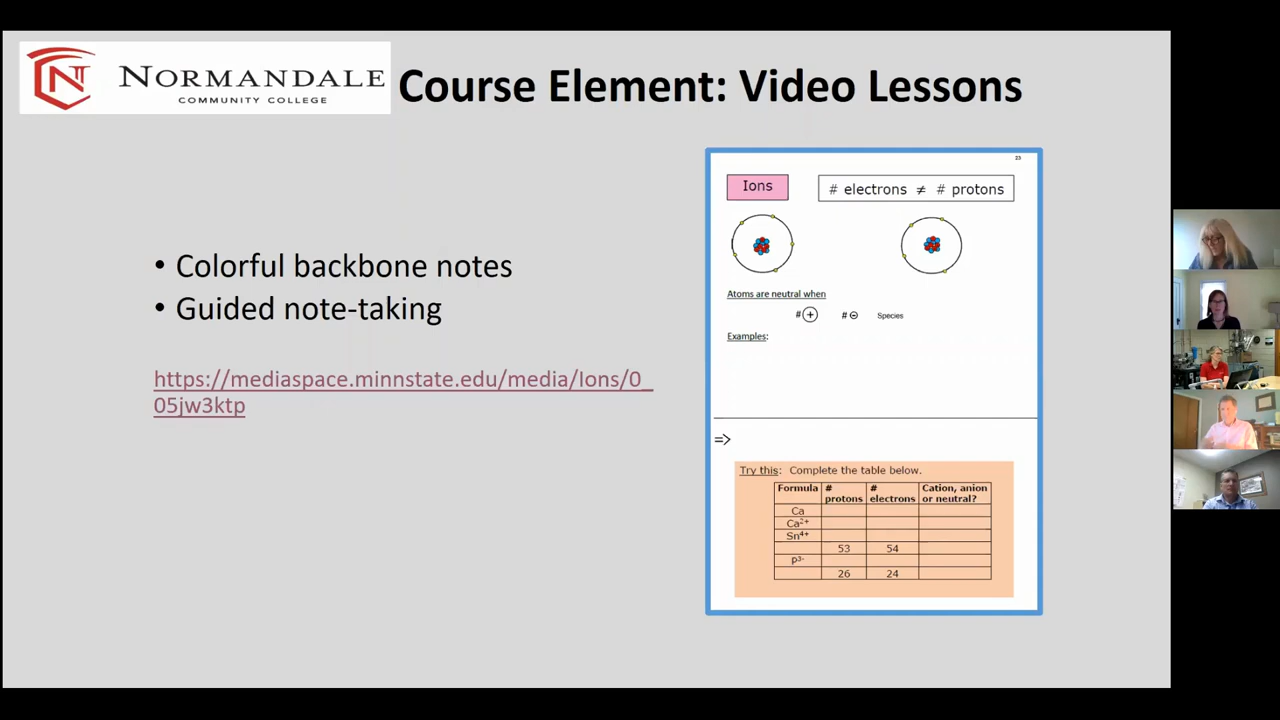 NORMANDALE
COMMUNITY COLLEGE
Course Element: Video Lessons
• Colorful backbone notes
• Guided note-taking
https://mediaspace.minnstate.edu/media/Ions/0_
05jw3ktp
23
Ions
# electrons ≠ # protons
Atoms are neutral when
# + # - Species
Examples:
=>
Try this: Complete the table below.
Formula # protons # electrons Cation, anion or neutral?
Ca
Ca²⁺
Sn⁴⁺
53 54
P³⁻
26 24